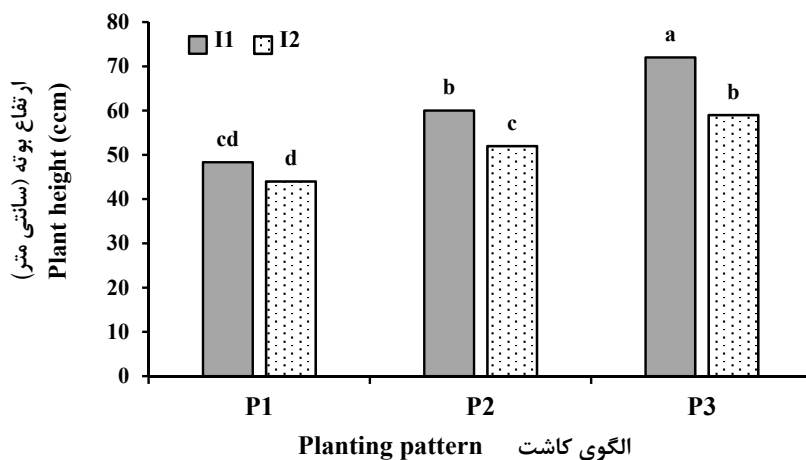 80
70
60
50
40
30
20
10
0
I1 I2
cd
d
b
c
a
b
P1 P2 P3
Planting pattern الگوی کاشت
ارتفاع بوته (سانتی متر)
Plant height (ccm)